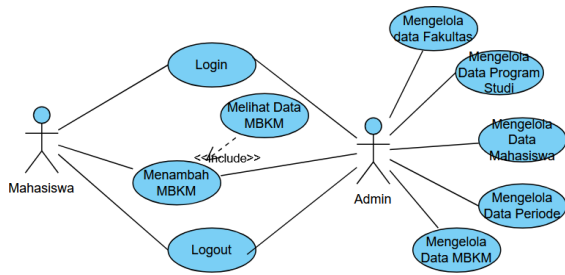 Mengelola
data Fakultas
Login
Mengelola
Data Program
Studi
Melihat Data
MBKM
<<Include>>
Mengelola
Data
Mahasiswa
Mahasiswa
Menambah
MBKM
Admin
Mengelola
Data Periode
Logout
Mengelola
Data MBKM